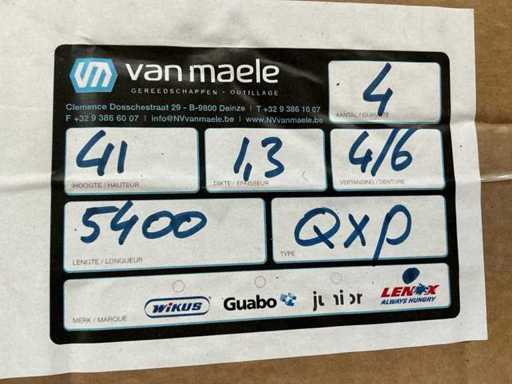 van maele
GEREEDSCHAPPEN - OUTILLAGE
Clemence Dosschestraat 29 - B-9800 Deinze | T +32 9 386 10 07
F +32 9 386 60 07 | info@NVvanmaele.be | www.NVvanmaele.be
4
AANTAL / QUANTITÉ
41
HOOGTE / HAUTEUR
1,3
DIKTE / EPAISSEUR
4/6
VERTANDING / DENTURE
5400
LENGTE / LONGUEUR
QXP
TYPE
MERK / MARQUE
WIKUS
Guabo
junior
LENOX
ALWAYS HUNGRY